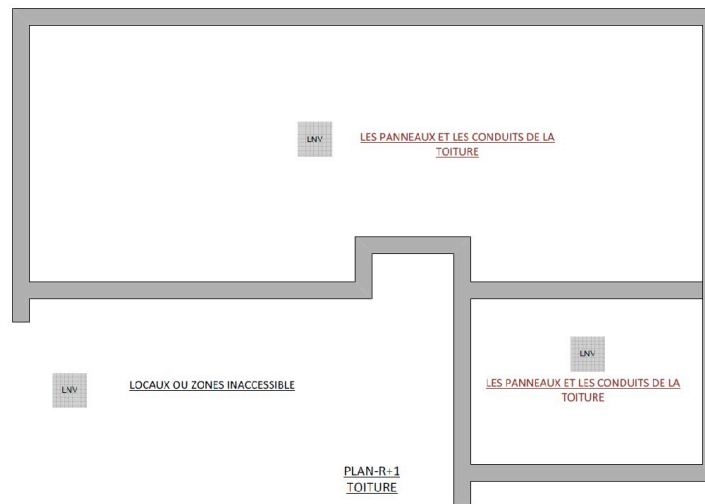 LNV
LES PANNEAUX ET LES CONDUITS DE LA
TOITURE
LNV
LES PANNEAUX ET LES CONDUITS DE LA
TOITURE
LNV
LOCAUX OU ZONES INACCESSIBLE
PLAN-R+1
TOITURE